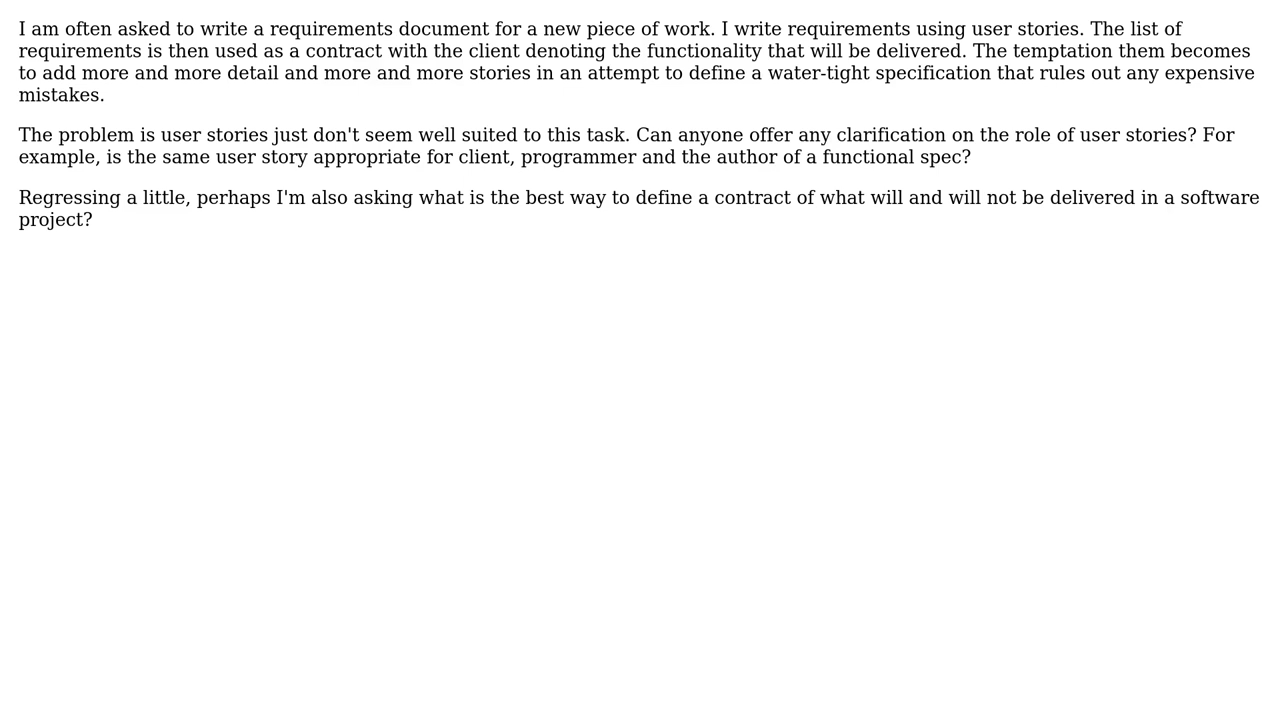 I am often asked to write a requirements document for a new piece of work. I write requirements using user stories. The list of
requirements is then used as a contract with the client denoting the functionality that will be delivered. The temptation them becomes
to add more and more detail and more and more stories in an attempt to define a water-tight specification that rules out any expensive
mistakes.
The problem is user stories just don't seem well suited to this task. Can anyone offer any clarification on the role of user stories? For
example, is the same user story appropriate for client, programmer and the author of a functional spec?
Regressing a little, perhaps I'm also asking what is the best way to define a contract of what will and will not be delivered in a software
project?